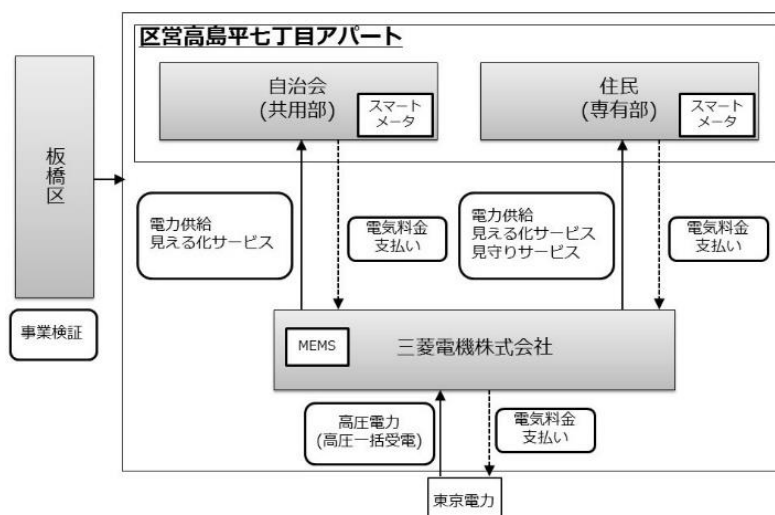 区営高島平七丁目アパート
自治会
(共用部)
スマート
メータ
住民
(専有部)
スマート
メータ
板橋区
電力供給
見える化サービス
電気料金
支払い
電力供給
見える化サービス
見守りサービス
電気料金
支払い
事業検証
MEMS
三菱電機株式会社
高圧電力
(高圧一括受電)
電気料金
支払い
東京電力